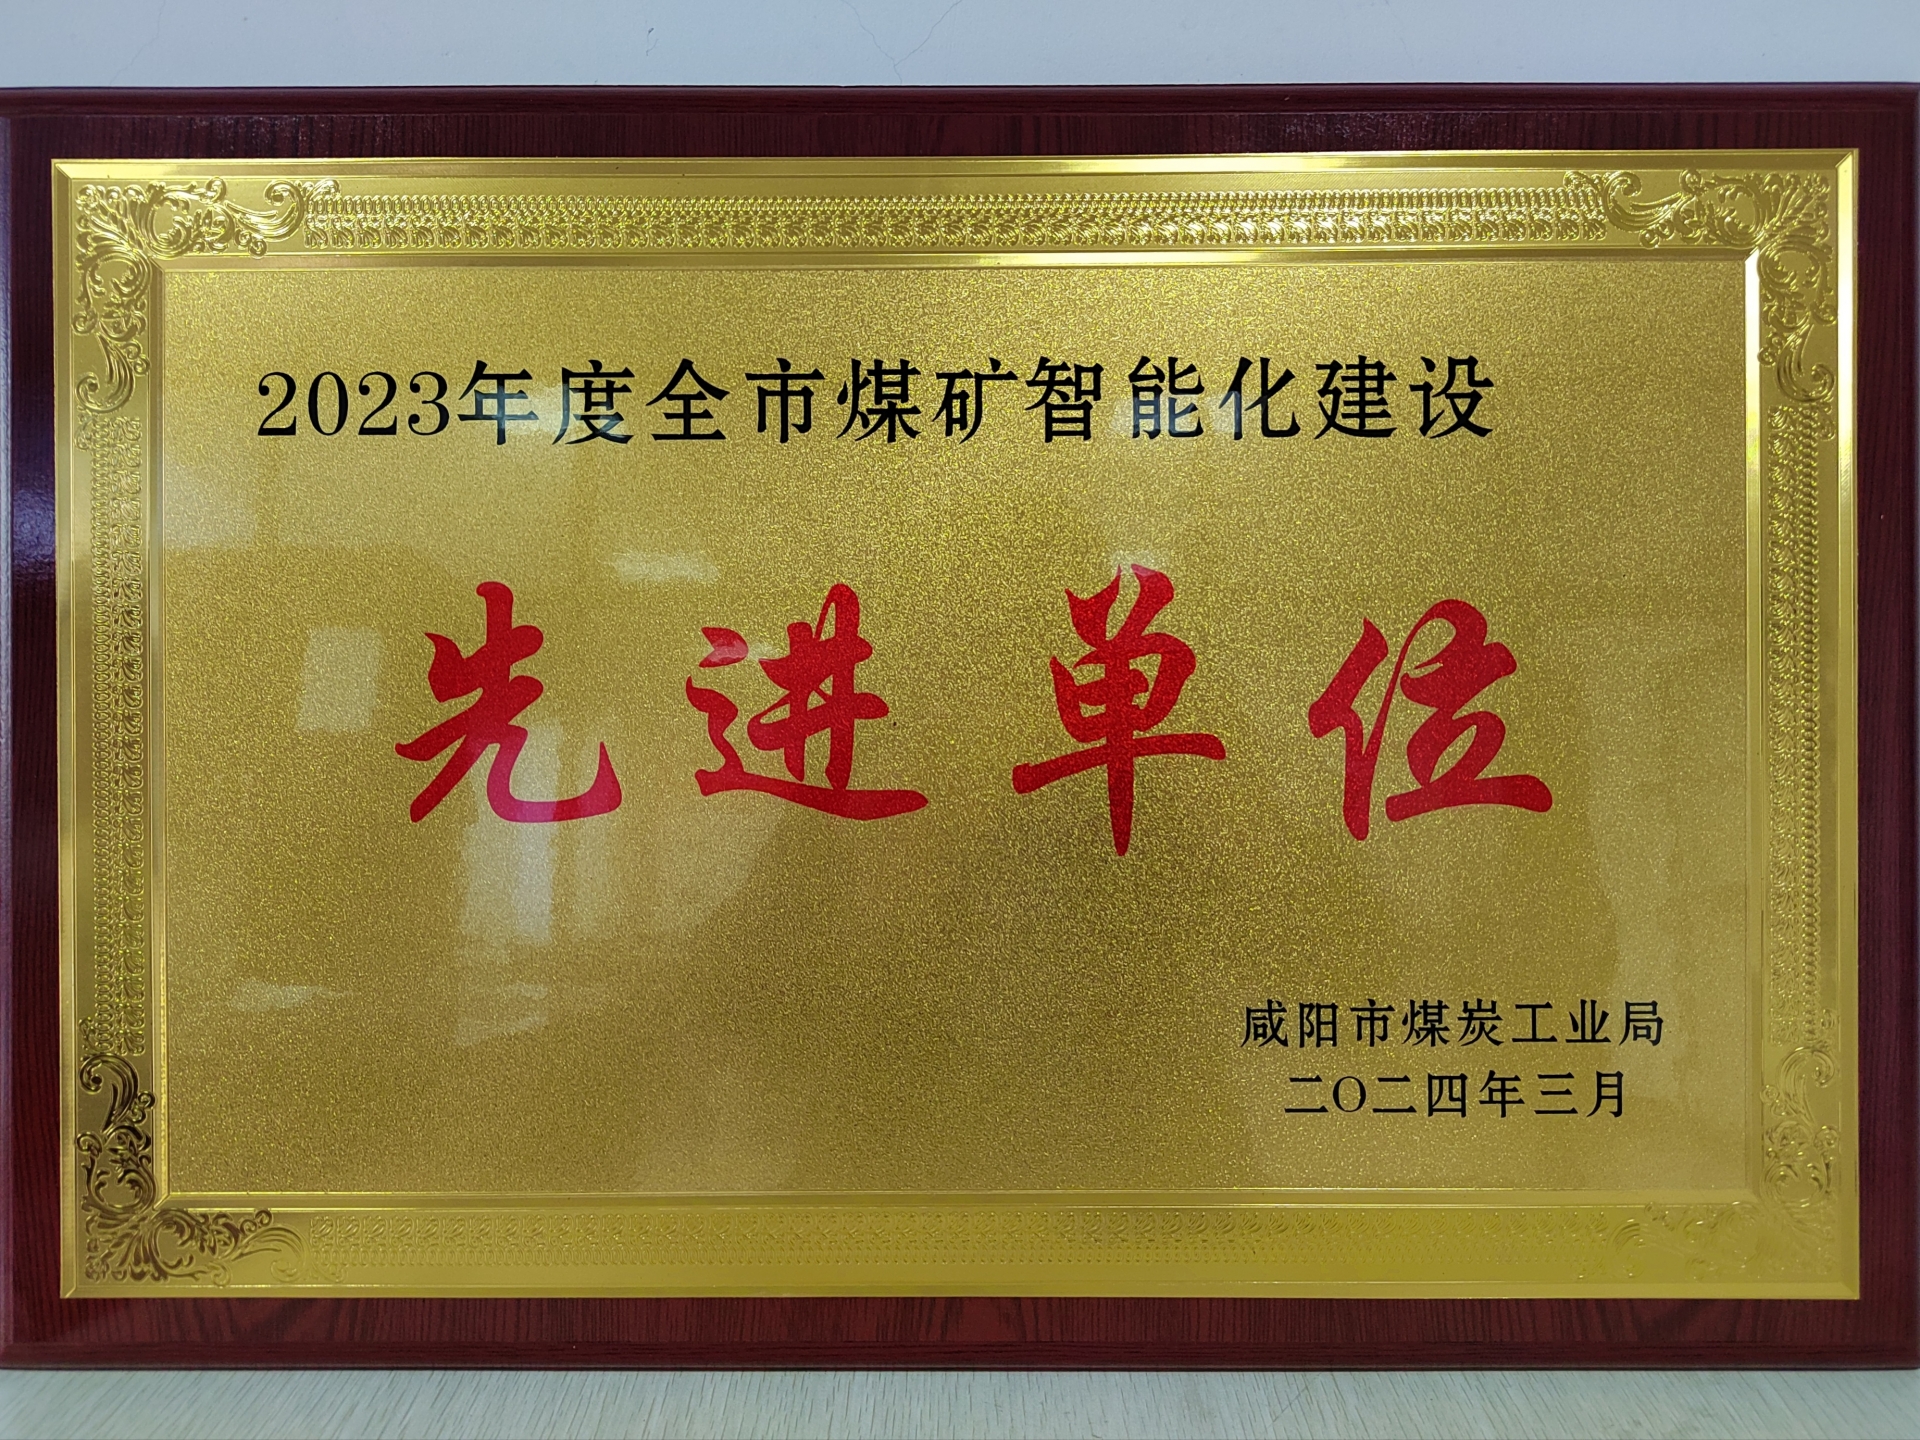 2023年度全市煤矿智能化建设
先进单位
咸阳市煤炭工业局
二O二四年三月